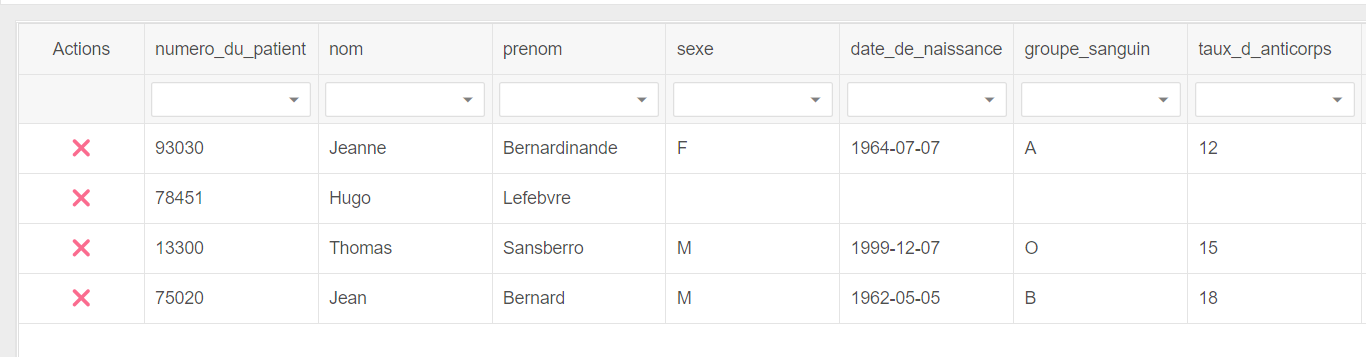 Actions numero_du_patient nom prenom sexe date_de_naissance groupe_sanguin taux_d_anticorps
93030 Jeanne Bernardinande F 1964-07-07 A 12
78451 Hugo Lefebvre
13300 Thomas Sansberro M 1999-12-07 O 15
75020 Jean Bernard M 1962-05-05 B 18